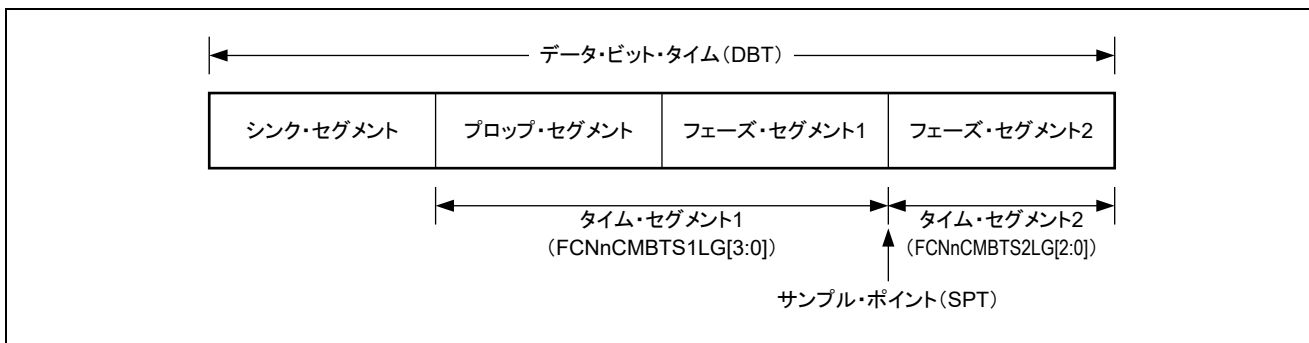 データ・ビット・タイム（DBT）
シンク・セグメント
プロップ・セグメント
フェーズ・セグメント1
フェーズ・セグメント2
タイム・セグメント1
（FCNnCMBTS1LG[3:0]）
タイム・セグメント2
（FCNnCMBTS2LG[2:0]）
サンプル・ポイント（SPT）